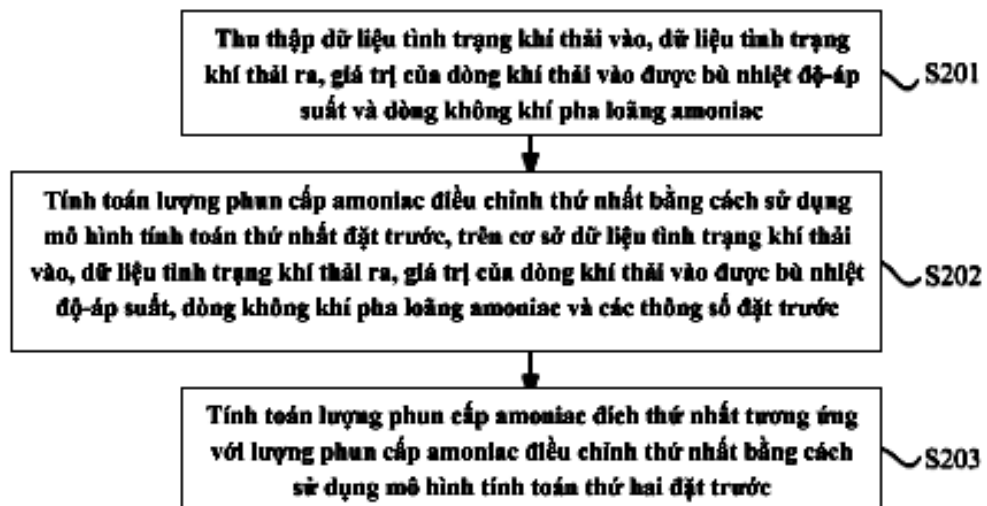 Thu thập dữ liệu tình trạng khí thải vào, dữ liệu tình trạng
khí thải ra, giá trị của dòng khí thải vào được bù nhiệt độ-áp
suất và dòng không khí pha loãng amoniac
S201
Tính toán lượng phun cấp amoniac điều chỉnh thứ nhất bằng cách sử dụng
mô hình tính toán thứ nhất đặt trước, trên cơ sở dữ liệu tình trạng khí thải
vào, dữ liệu tình trạng khí thải ra, giá trị của dòng khí thải vào được bù nhiệt
độ-áp suất, dòng không khí pha loãng amoniac và các thông số đặt trước
S202
Tính toán lượng phun cấp amoniac đích thứ nhất tương ứng
với lượng phun cấp amoniac điều chỉnh thứ nhất bằng cách
sử dụng mô hình tính toán thứ hai đặt trước
S203